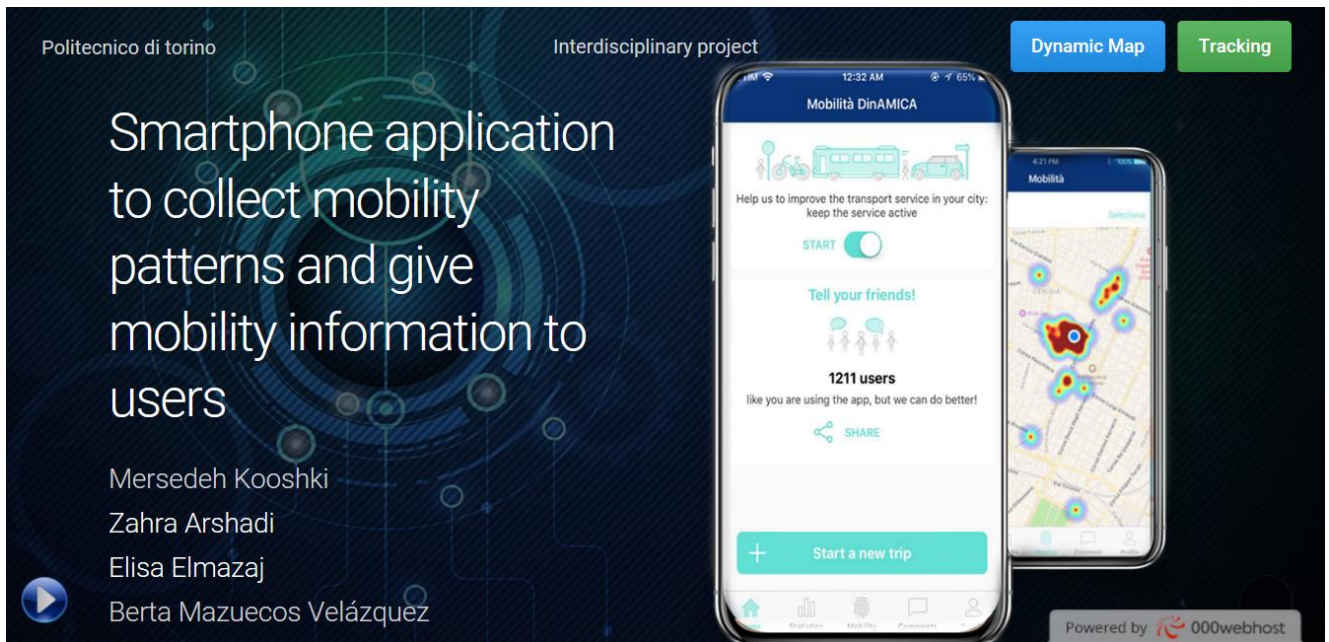 Politecnico di torino
Interdisciplinary project
Dynamic Map
Tracking
Smartphone application
to collect mobility
patterns and give
mobility information to
users
Mersedeh Kooshki
Zahra Arshadi
Elisa Elmazaj
Berta Mazuecos Velázquez
12:32 AM
65%
Mobilità DinAMICA
Help us to improve the transport service in your city:
keep the service active
START
Tell your friends!
1211 users
like you are using the app, but we can do better!
SHARE
+ Start a new trip
Statistics Mobility Comments
4:21 PM
100%
Mobilità
Seleziona
CENISIA
Comment Profile
Powered by 000webhost